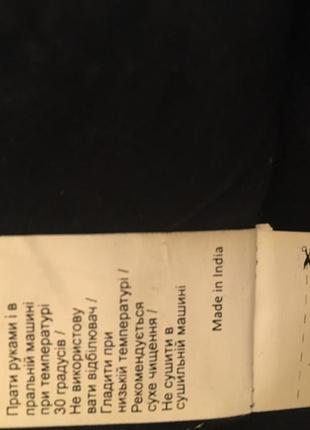 Прати руками і в
пральній машині
при температурі
30 градусів /
Не використову
вати відбілювач /
Гладити при
низькій температурі /
Рекомендується
сухе чищення /
Не сушити в
сушильній машині
Made in India